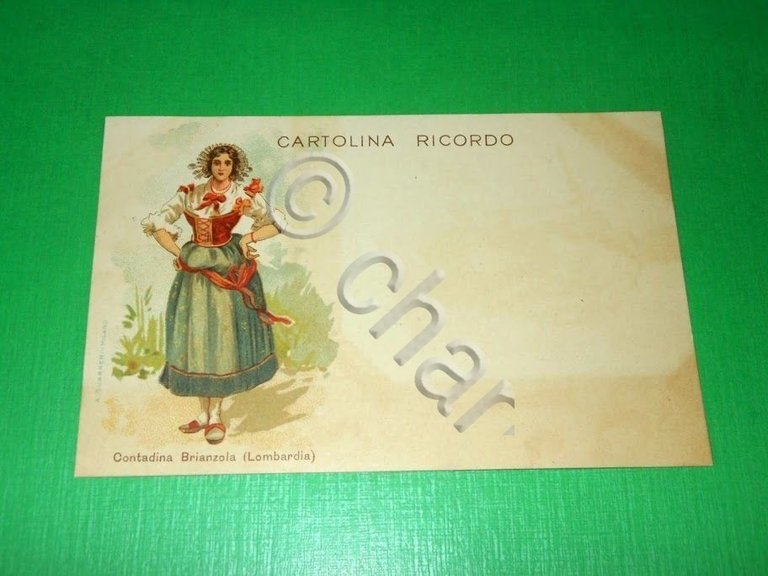 CARTOLINA RICORDO
© char
Contadina Brianzola (Lombardia)